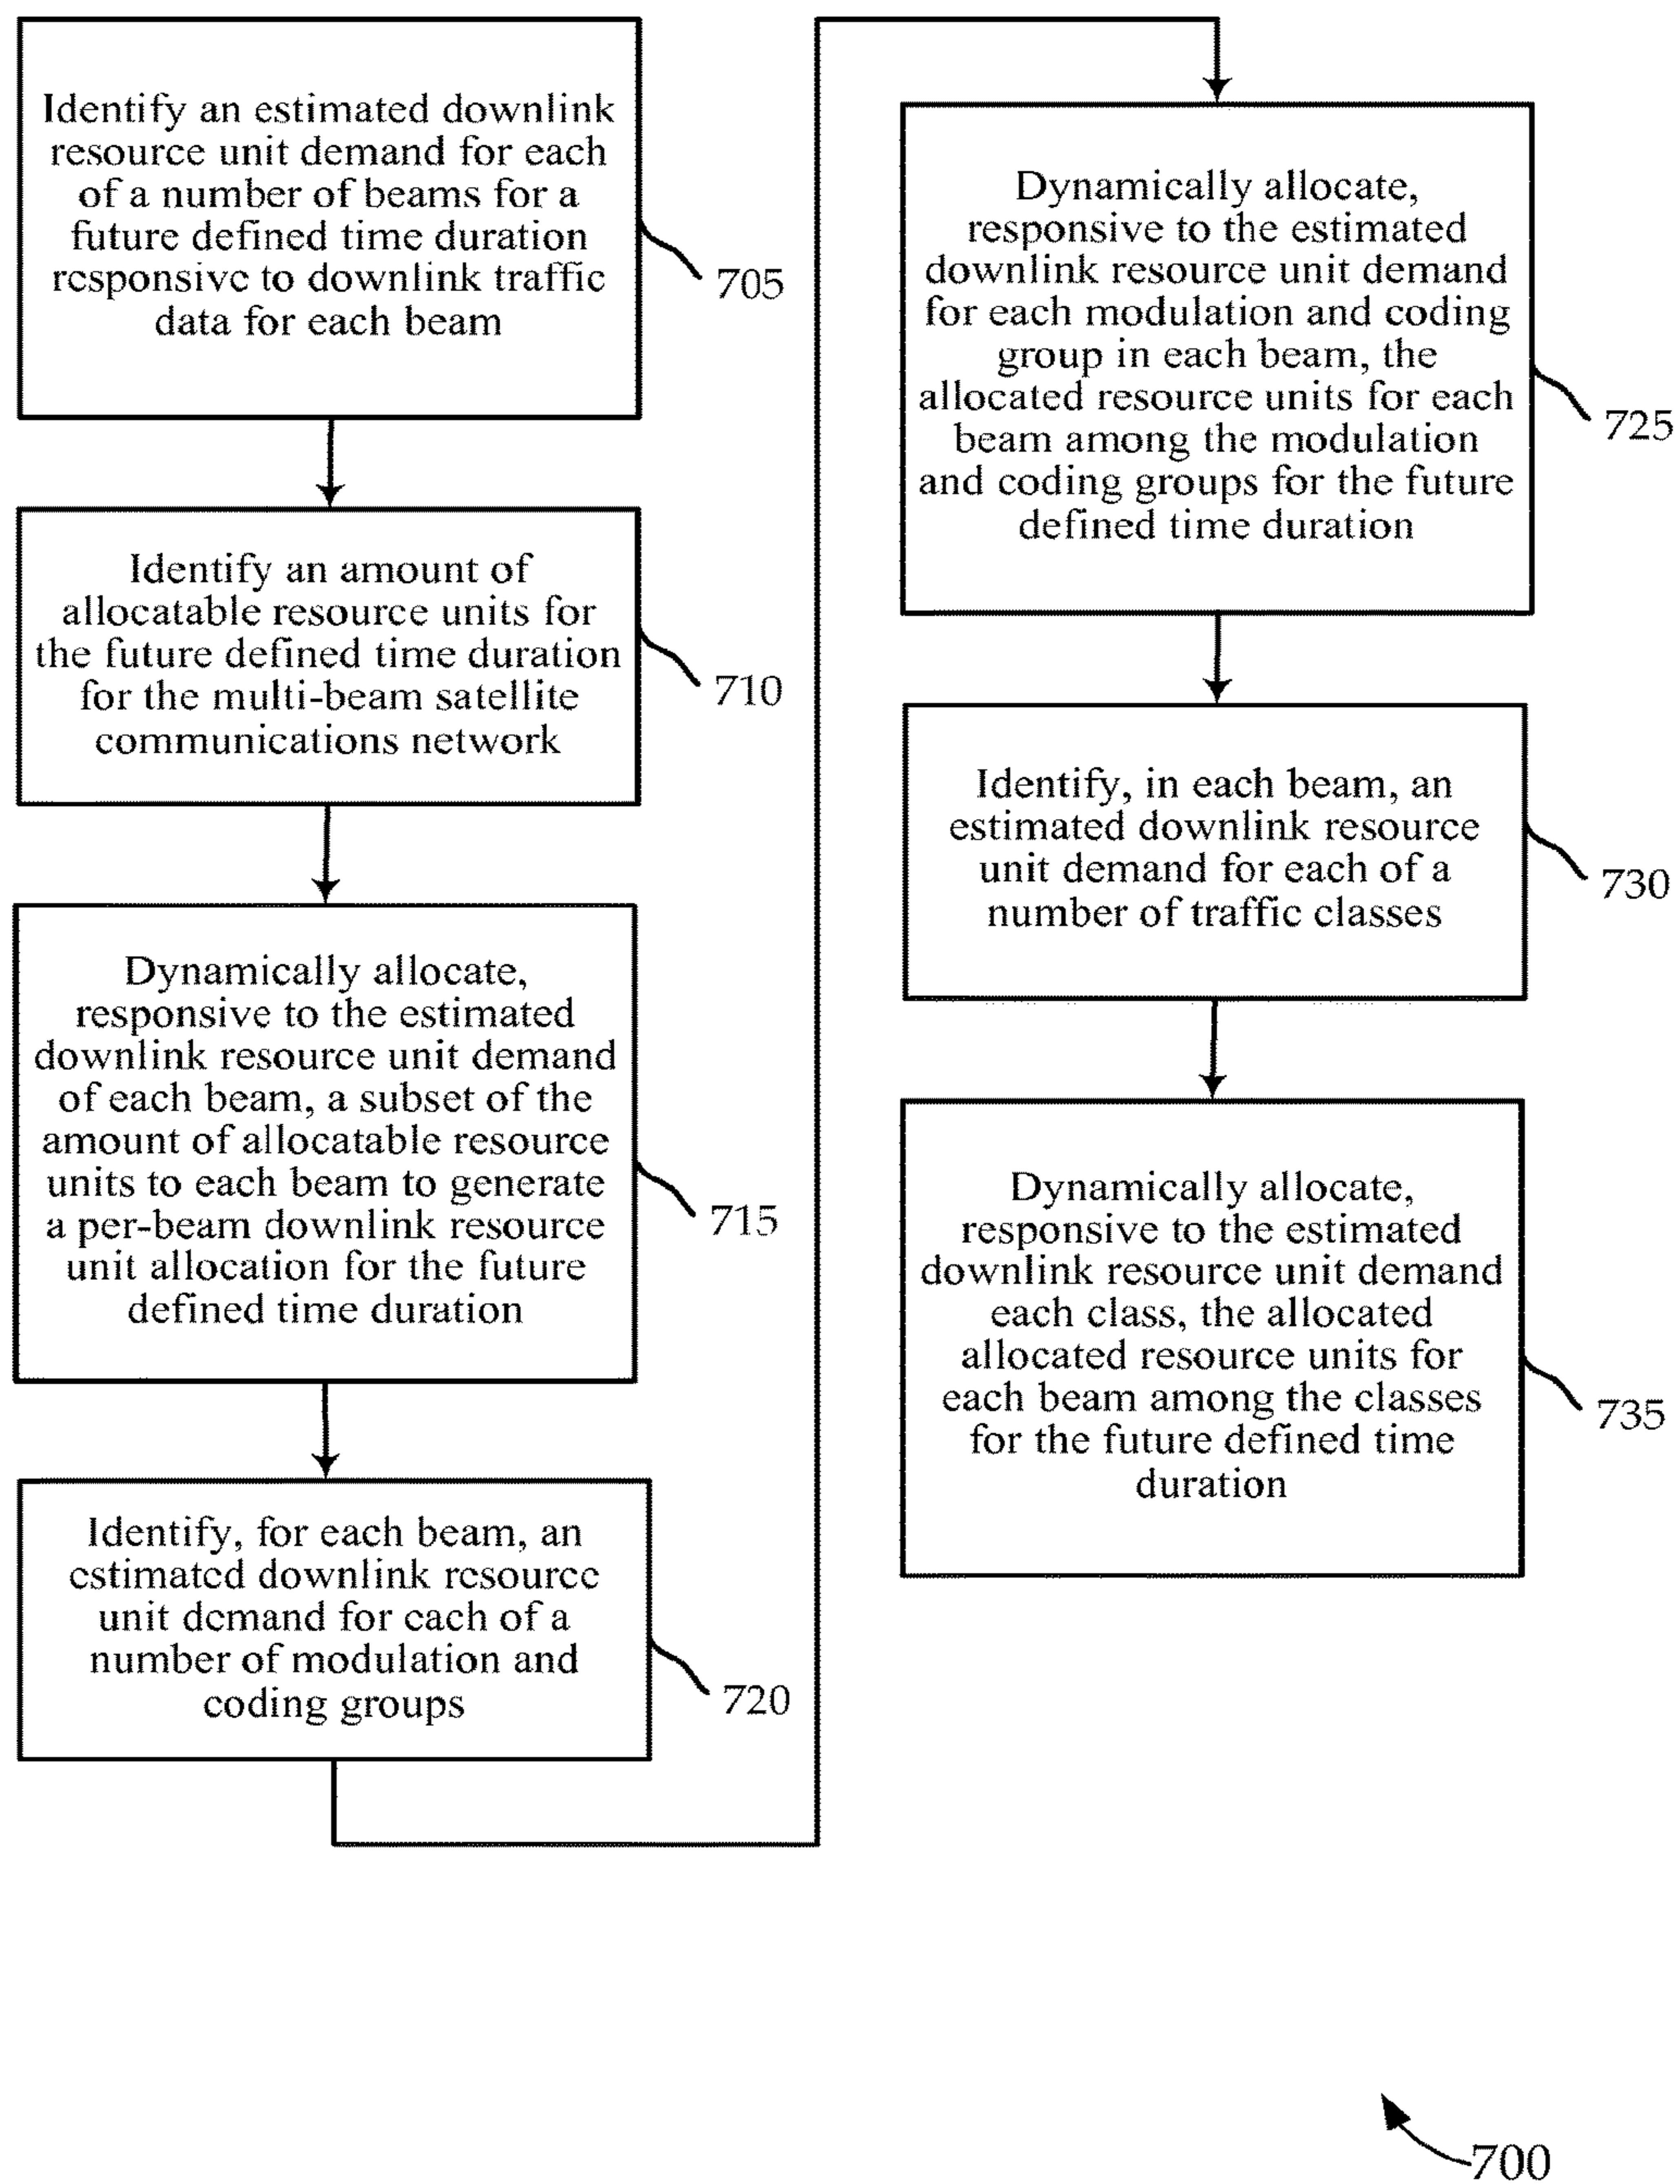 Identify an estimated downlink
resource unit demand for each
of a number of beams for a
future defined time duration
responsive to downlink traffic
data for each beam
705
Identify an amount of
allocatable resource units for
the future defined time duration
for the multi-beam satellite
communications network
710
Dynamically allocate,
responsive to the estimated
downlink resource unit demand
of each beam, a subset of the
amount of allocatable resource
units to each beam to generate
a per-beam downlink resource
unit allocation for the future
defined time duration
715
Identify, for each beam, an
estimated downlink resource
unit demand for each of a
number of modulation and
coding groups
720
Dynamically allocate,
responsive to the estimated
downlink resource unit demand
for each modulation and coding
group in each beam, the
allocated resource units for each
beam among the modulation
and coding groups for the future
defined time duration
725
Identify, in each beam, an
estimated downlink resource
unit demand for each of a
number of traffic classes
730
Dynamically allocate,
responsive to the estimated
downlink resource unit demand
each class, the allocated
allocated resource units for
each beam among the classes
for the future defined time
duration
735
700